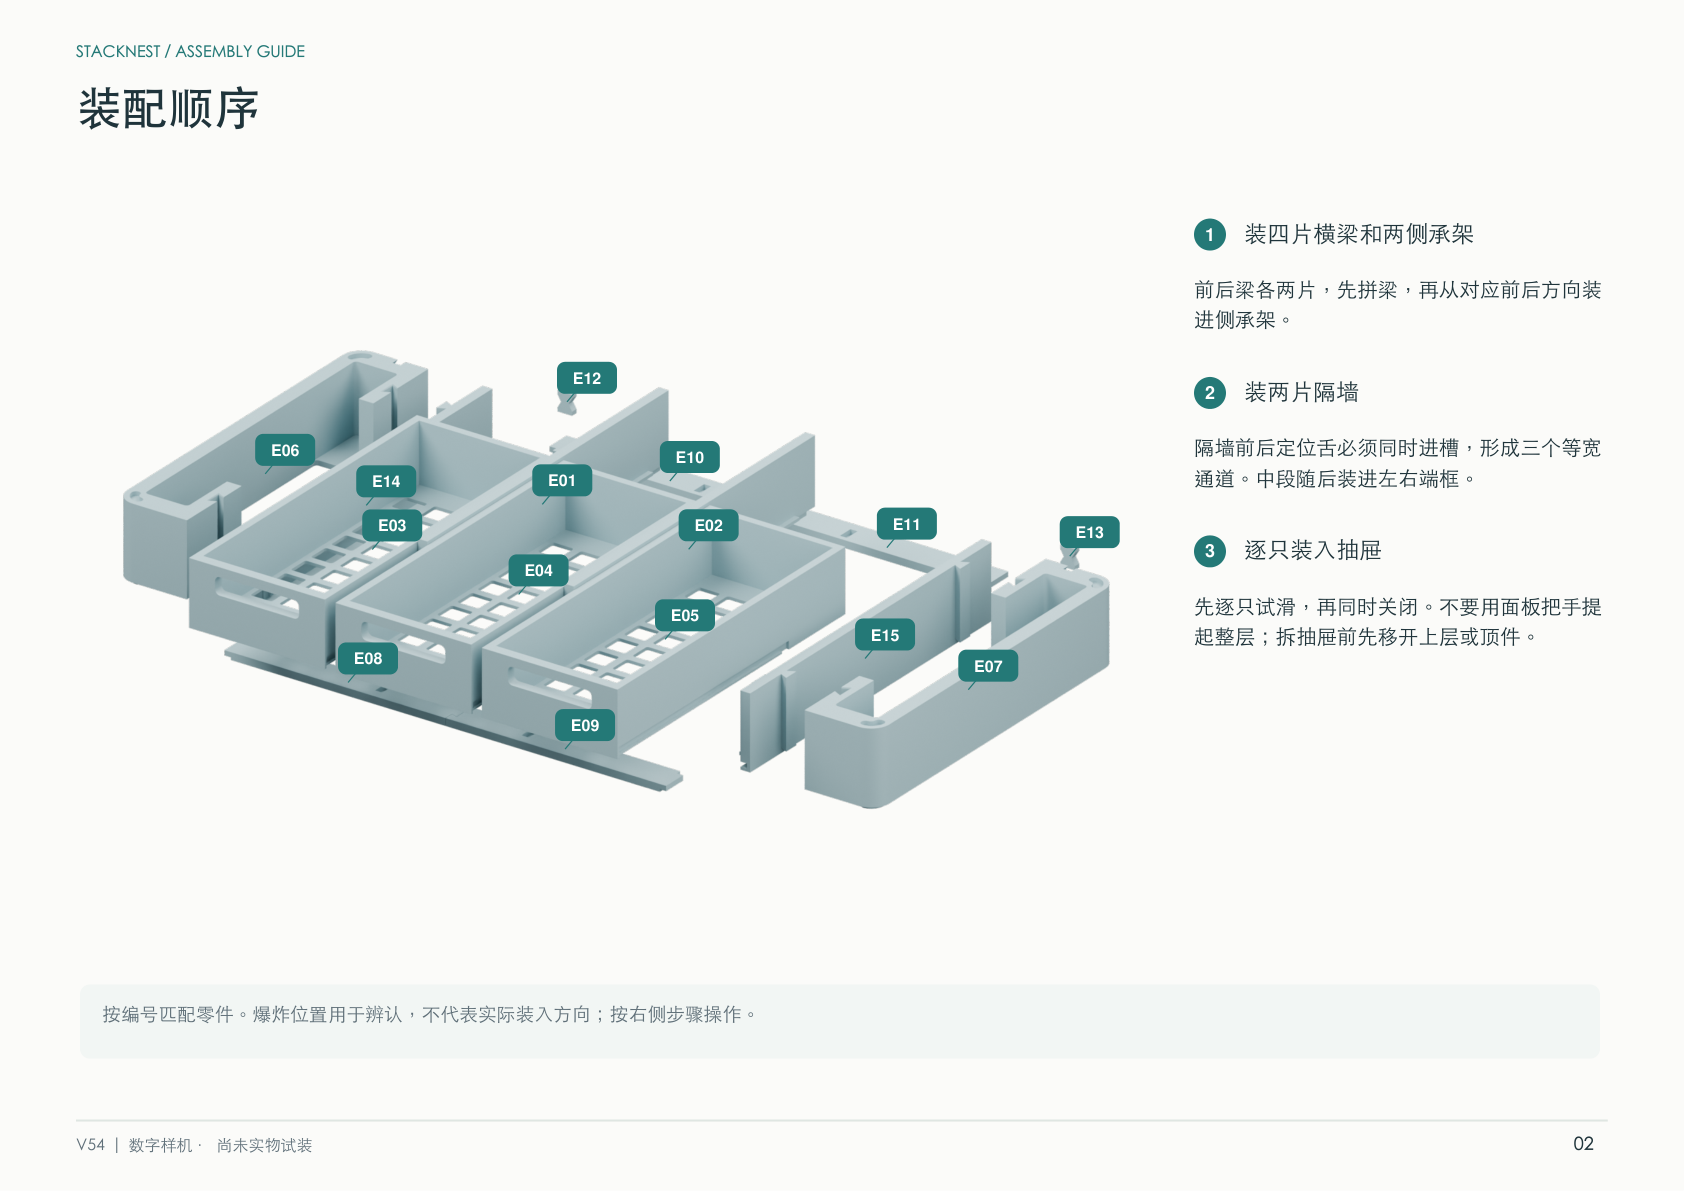 STACKNEST / ASSEMBLY GUIDE
装配顺序
E12
E06
E10
E14
E01
E03
E02
E11
E13
E04
E05
E15
E08
E07
E09
1 装四片横梁和两侧承架
前后梁各两片，先拼梁，再从对应前后方向装
进侧承架。
2 装两片隔墙
隔墙前后定位舌必须同时进槽，形成三个等宽
通道。中段随后装进左右端框。
3 逐只装入抽屉
先逐只试滑，再同时关闭。不要用面板把手提
起整层；拆抽屉前先移开上层或顶件。
按编号匹配零件。爆炸位置用于辨认，不代表实际装入方向；按右侧步骤操作。
V54 | 数字样机 · 尚未实物试装
02